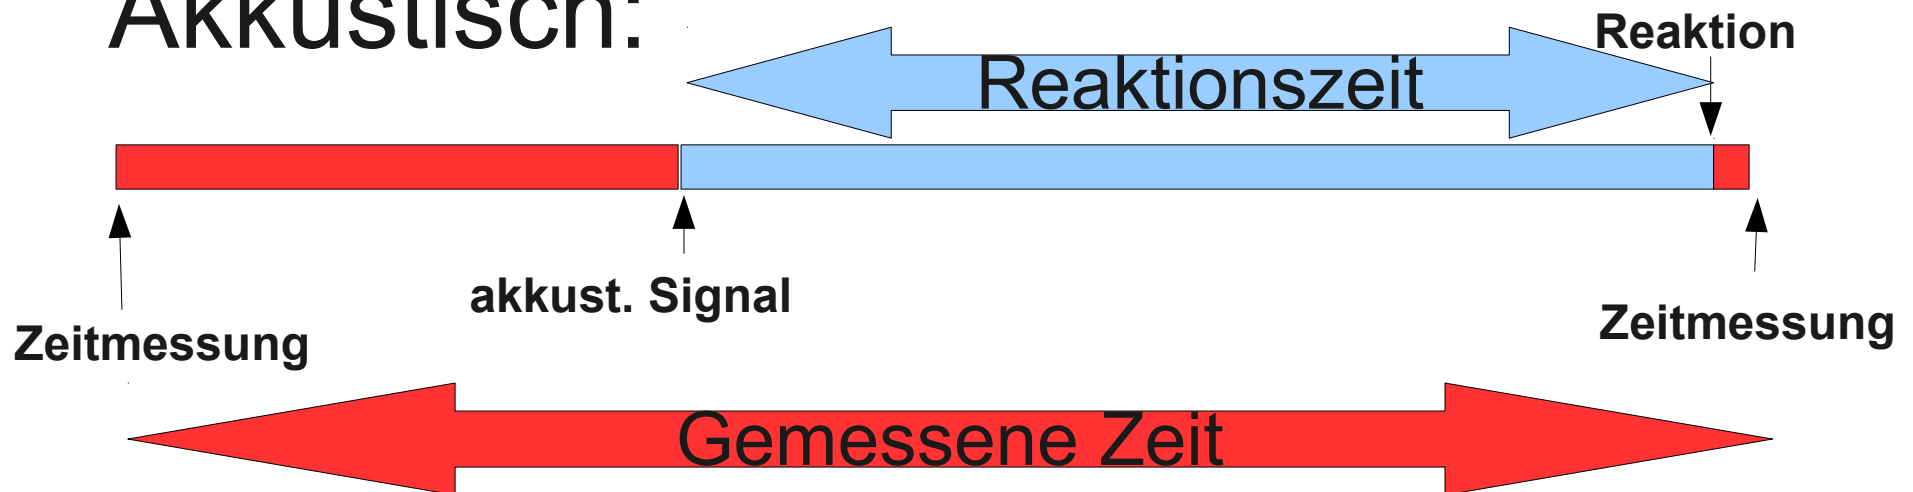 Akkustisch:
Reaktion
Reaktionszeit
akkust. Signal
Zeitmessung
Zeitmessung
Gemessene Zeit